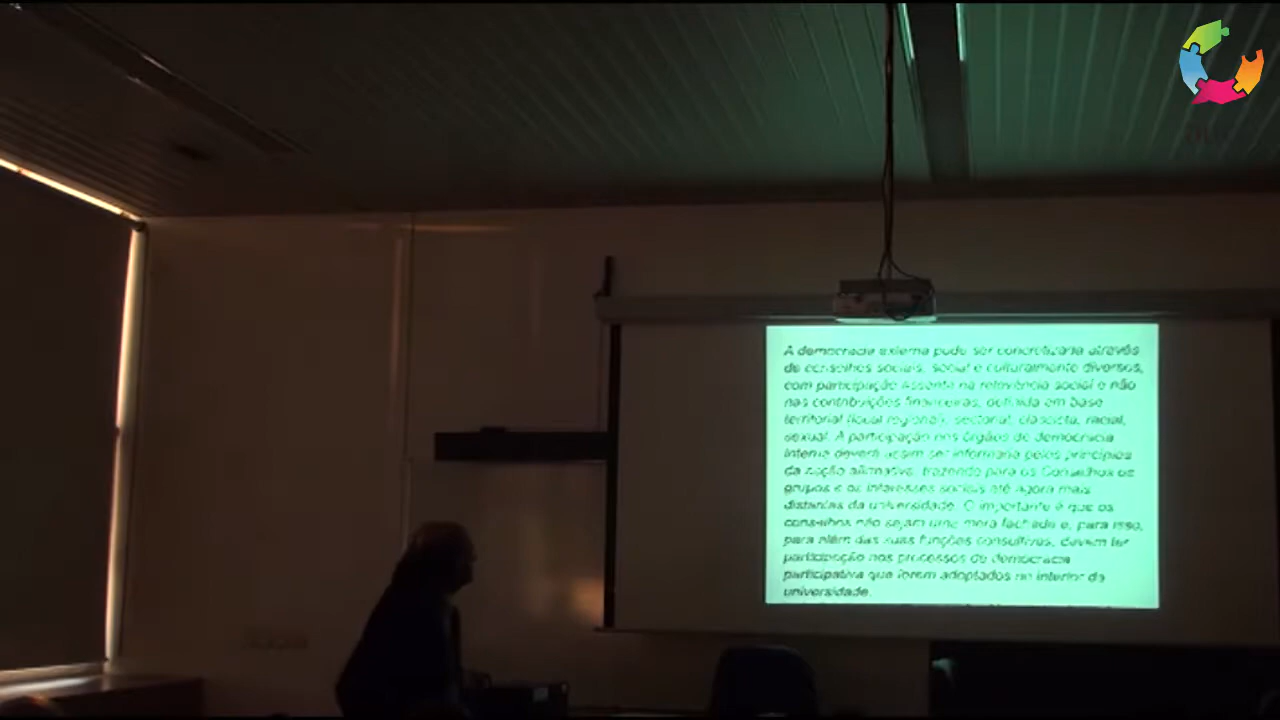 A democracia externa pode ser concretizada através
de conselhos sociais, social e culturalmente diversos,
com participação assente na relevância social e não
nas contribuições financeiras, definida em base
territorial (local regional), sectorial, classista, racial,
sexual. A participação nos órgãos de democracia
interna deverá assim ser informada pelos princípios
da acção afirmativa, trazendo para os Conselhos os
grupos e os interesses sociais até agora mais
distantes da universidade. O importante é que os
conselhos não sejam uma mera fachada e, para isso,
para além das suas funções consultivas, devem ter
participação nos processos de democracia
participativa que forem adoptados no interior da
universidade.